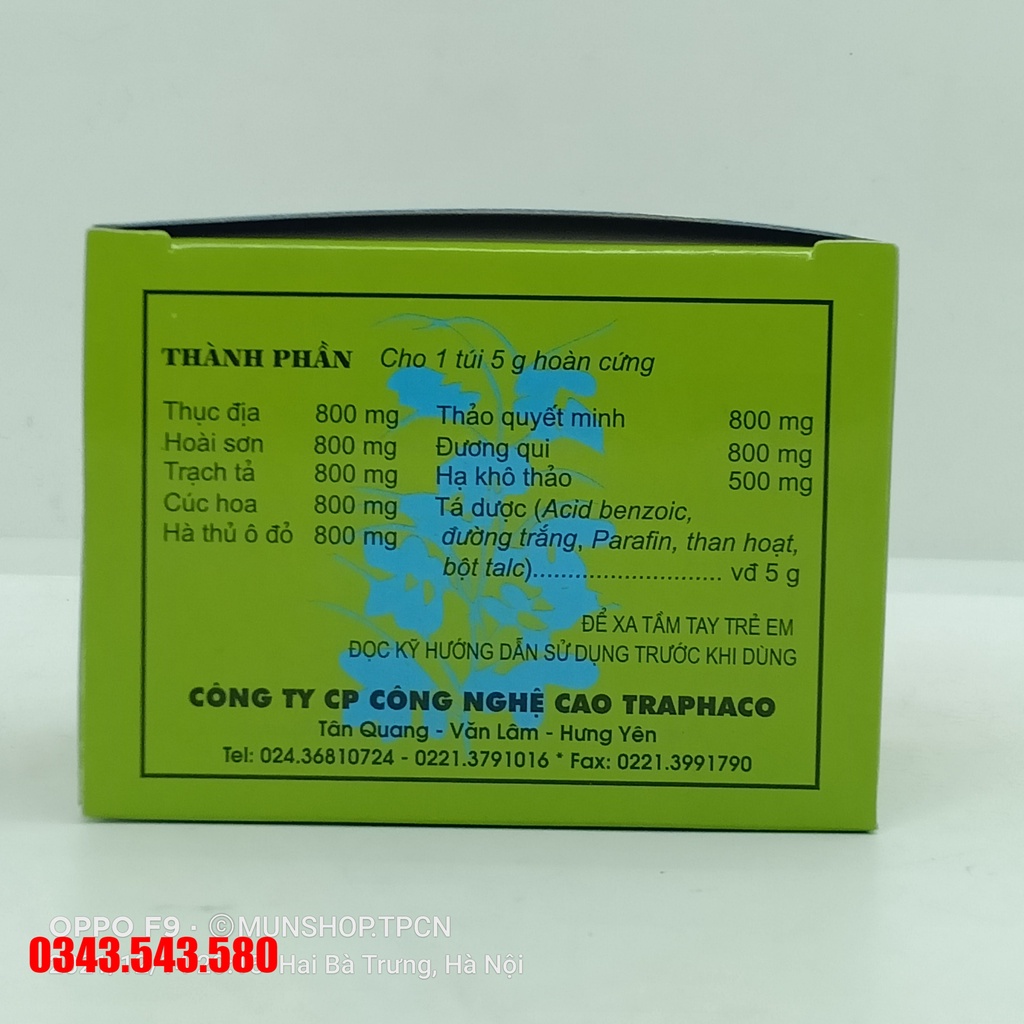 THÀNH PHẦN Cho 1 túi 5 g hoàn cứng
Thục địa 800 mg
Hoài sơn 800 mg
Trạch tả 800 mg
Cúc hoa 800 mg
Hà thủ ô đỏ 800 mg
Thảo quyết minh 800 mg
Đương qui 800 mg
Hạ khô thảo 500 mg
Tá dược (Acid benzoic,
đường trắng, Parafin, than hoạt,
bột talc)........................... vđ 5 g
ĐỂ XA TẦM TAY TRẺ EM
ĐỌC KỸ HƯỚNG DẪN SỬ DỤNG TRƯỚC KHI DÙNG
CÔNG TY CP CÔNG NGHỆ CAO TRAPHACO
Tân Quang - Văn Lâm - Hưng Yên
Tel: 024.36810724 - 0221.3791016 * Fax: 0221.3991790
OPPO F9 · ©MUNSHOP.TPCN
0343.543.580
Hai Bà Trưng, Hà Nội